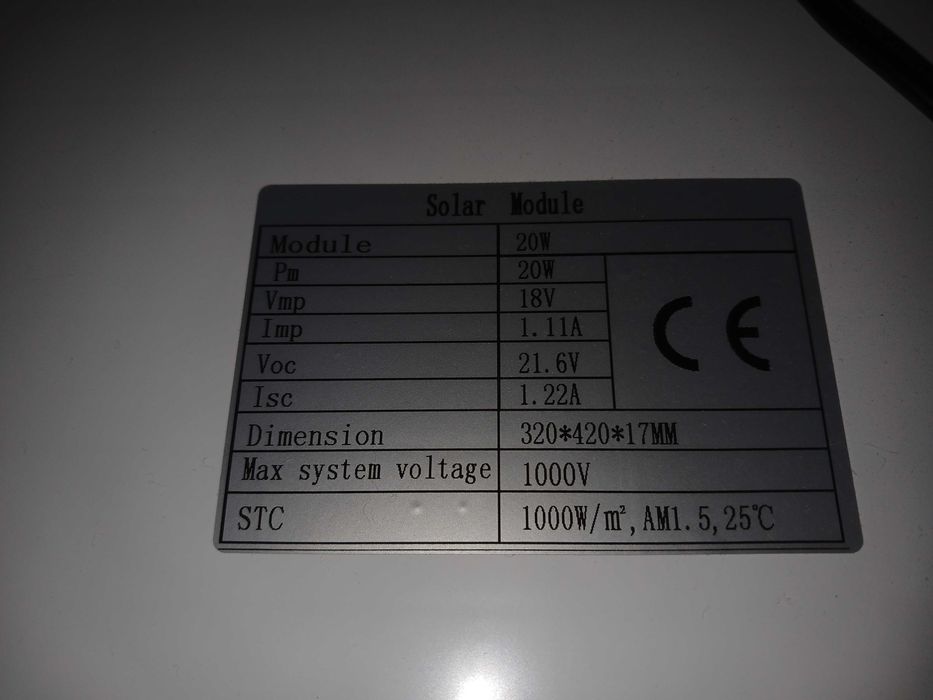 Solar Module
Module 20W
Pm 20W
Vmp 18V
Imp 1.11A
Voc 21.6V
Isc 1.22A
CE
Dimension 320*420*17MM
Max system voltage 1000V
STC 1000W/m²,AM1.5,25℃